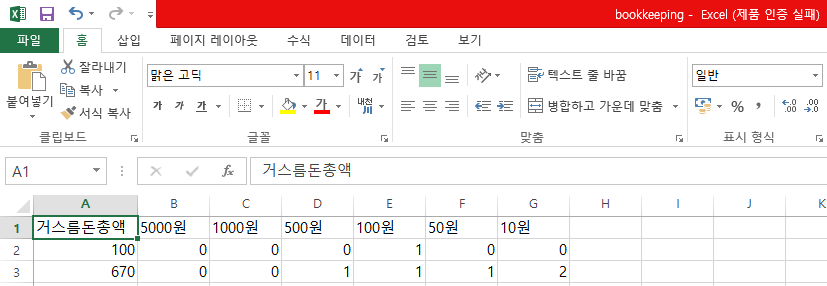 bookkeeping - Excel (제품 인증 실패)
파일 홈 삽입 페이지 레이아웃 수식 데이터 검토 보기
붙여넣기 잘라내기 복사 서식 복사
클립보드
맑은 고딕 11 가 가
가 가 가 가 내천
글꼴
텍스트 줄 바꿈
병합하고 가운데 맞춤
맞춤
일반
% ,
표시 형식
A1 fx 거스름돈총액
A B C D E F G H I J K
1 거스름돈총액 5000원 1000원 500원 100원 50원 10원
2 100 0 0 0 1 0 0
3 670 0 0 1 1 1 2